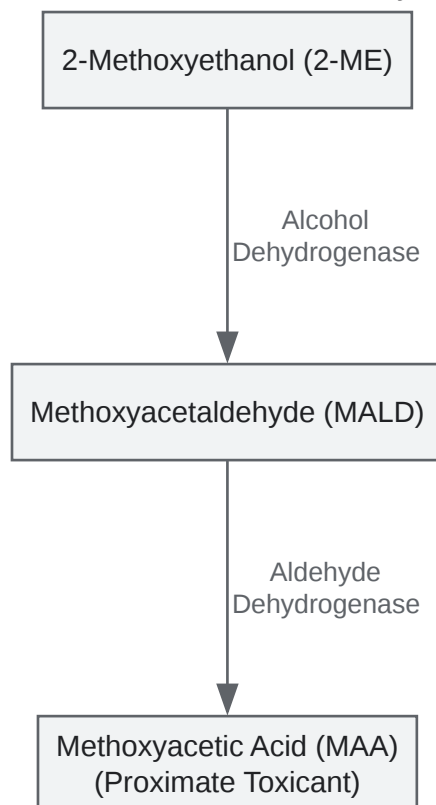 2-Methoxyethanol (2-ME)
Alcohol
Dehydrogenase
Methoxyacetaldehyde (MALD)
Aldehyde
Dehydrogenase
Methoxyacetic Acid (MAA)
(Proximate Toxicant)